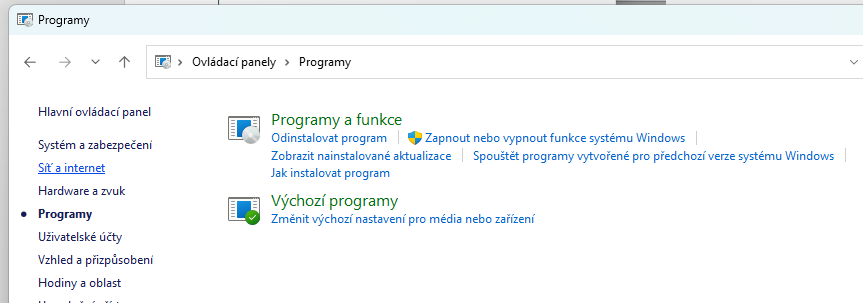 Programy
Ovládací panely
Programy
Hlavní ovládací panel
Systém a zabezpečení
Síť a internet
Hardware a zvuk
Programy
Uživatelské účty
Vzhled a přizpůsobení
Hodiny a oblast
Programy a funkce
Odinstalovat program
Zapnout nebo vypnout funkce systému Windows
Zobrazit nainstalované aktualizace
Spouštět programy vytvořené pro předchozí verze systému Windows
Jak instalovat program
Výchozí programy
Změnit výchozí nastavení pro média nebo zařízení